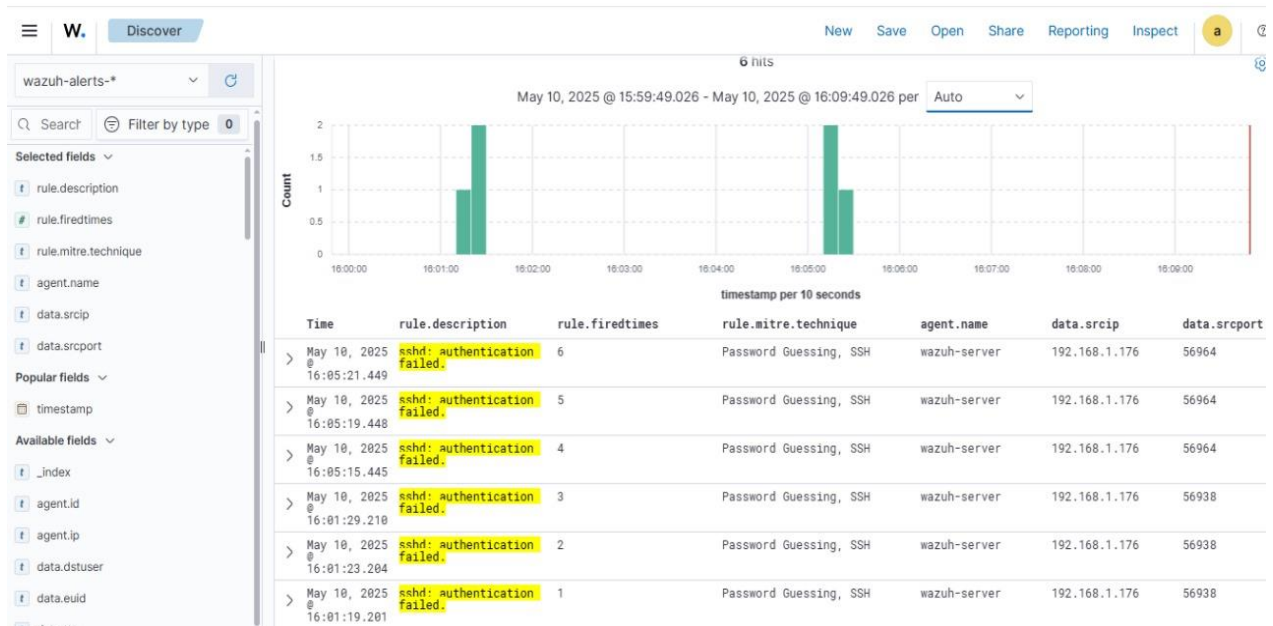 W. Discover New Save Open Share Reporting Inspect a
wazuh-alerts-*
Search Filter by type 0
Selected fields
t rule.description
# rule.firedtimes
t rule.mitre.technique
t agent.name
t data.srcip
t data.srcport
Popular fields
timestamp
Available fields
t _index
t agent.id
t agent.ip
t data.dstuser
t data.euid
6 hits
May 10, 2025 @ 15:59:49.026 - May 10, 2025 @ 16:09:49.026 per Auto
Count
2
1.5
1
0.5
0
16:00:00 16:01:00 16:02:00 16:03:00 16:04:00 16:05:00 16:06:00 16:07:00 16:08:00 16:09:00
timestamp per 10 seconds
Time rule.description rule.firedtimes rule.mitre.technique agent.name data.srcip data.srcport
May 10, 2025 sshd: authentication 6 Password Guessing, SSH wazuh-server 192.168.1.176 56964
@ failed.
16:05:21.449
May 10, 2025 sshd: authentication 5 Password Guessing, SSH wazuh-server 192.168.1.176 56964
@ failed.
16:05:19.448
May 10, 2025 sshd: authentication 4 Password Guessing, SSH wazuh-server 192.168.1.176 56964
@ failed.
16:05:15.445
May 10, 2025 sshd: authentication 3 Password Guessing, SSH wazuh-server 192.168.1.176 56938
@ failed.
16:01:29.210
May 10, 2025 sshd: authentication 2 Password Guessing, SSH wazuh-server 192.168.1.176 56938
@ failed.
16:01:23.204
May 10, 2025 sshd: authentication 1 Password Guessing, SSH wazuh-server 192.168.1.176 56938
@ failed.
16:01:19.201